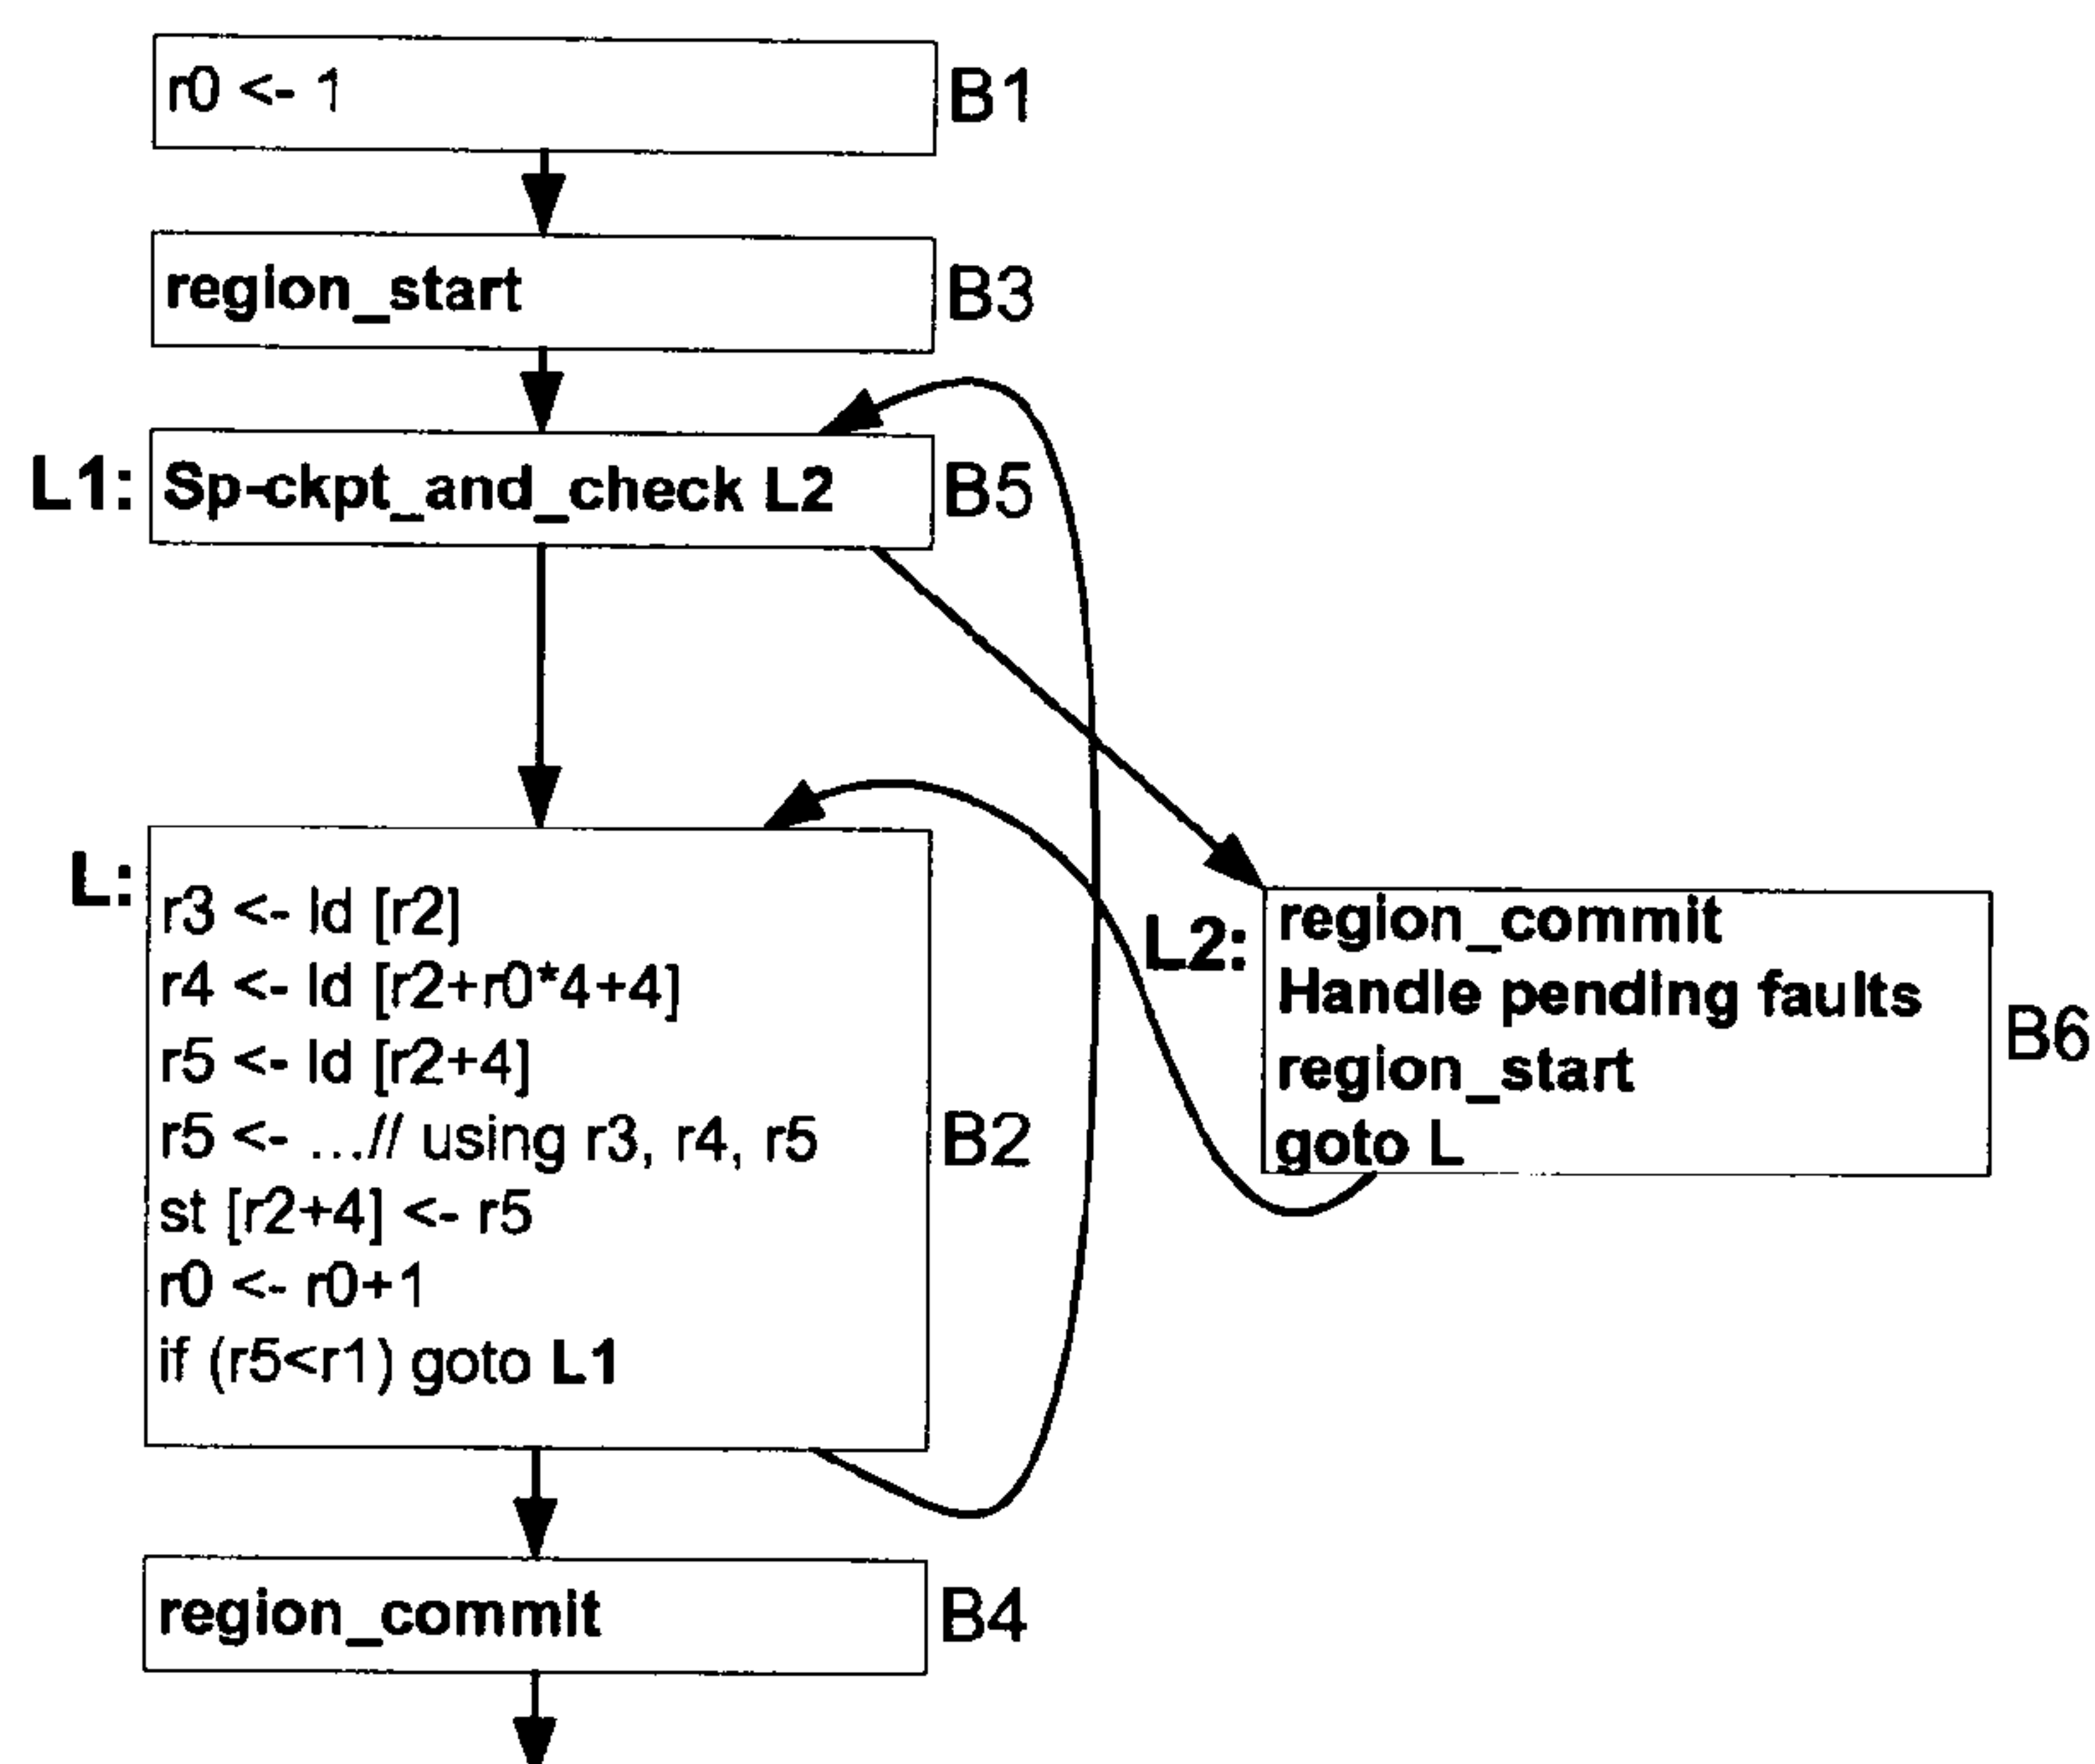 r0 <- 1
B1
region_start
B3
L1:
Sp-ckpt_and_check L2
B5
L:
r3 <- ld [r2]
r4 <- ld [r2+r0*4+4]
r5 <- ld [r2+4]
r5 <- ...// using r3, r4, r5
st [r2+4] <- r5
r0 <- r0+1
if (r5<r1) goto L1
B2
L2:
region_commit
Handle pending faults
region_start
goto L
B6
region_commit
B4